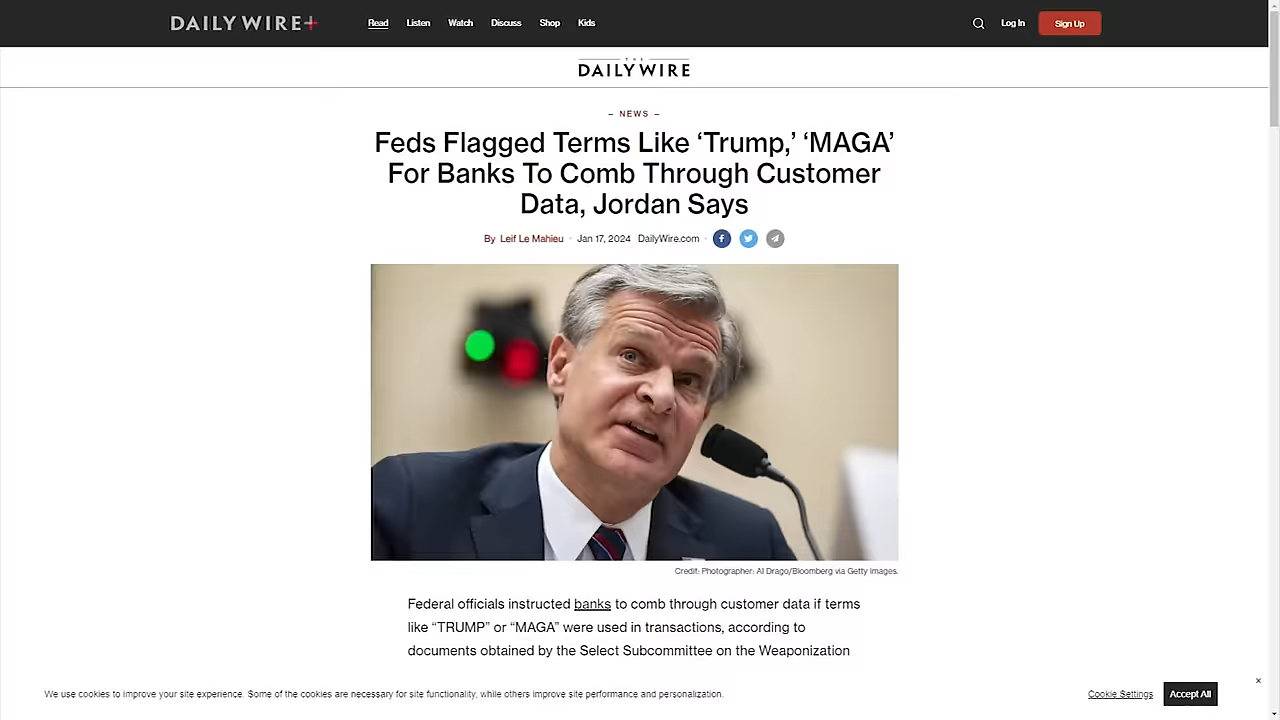 DAILY WIRE+ Read Listen Watch Discuss Shop Kids Log In Sign Up
THE
DAILY WIRE
– NEWS –
Feds Flagged Terms Like ‘Trump,’ ‘MAGA’
For Banks To Comb Through Customer
Data, Jordan Says
By Leif Le Mahieu · Jan 17, 2024 DailyWire.com ·
Credit: Photographer: Al Drago/Bloomberg via Getty Images.
Federal officials instructed banks to comb through customer data if terms
like “TRUMP” or “MAGA” were used in transactions, according to
documents obtained by the Select Subcommittee on the Weaponization
We use cookies to improve your site experience. Some of the cookies are necessary for site functionality, while others improve site performance and personalization. Cookie Settings Accept All